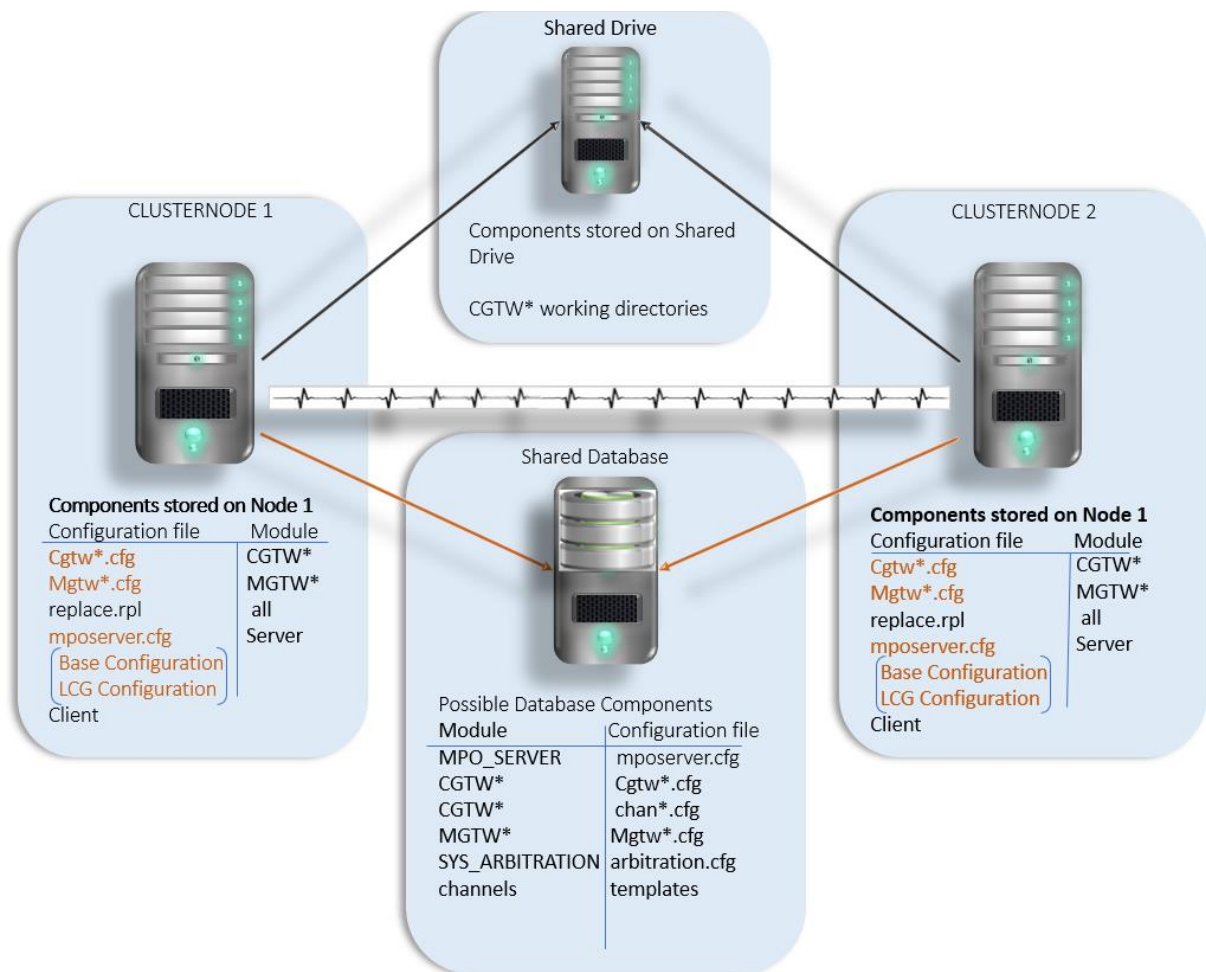 Shared Drive
Components stored on Shared
Drive
CGTW* working directories
CLUSTERNODE 1
Components stored on Node 1
Configuration file Module
Cgtw*.cfg CGTW*
Mgtw*.cfg MGTW*
replace.rpl all
mposerver.cfg Server
Base Configuration
LCG Configuration
Client
Shared Database
Possible Database Components
Module Configuration file
MPO_SERVER mposerver.cfg
CGTW* Cgtw*.cfg
CGTW* chan*.cfg
MGTW* Mgtw*.cfg
SYS_ARBITRATION arbitration.cfg
channels templates
CLUSTERNODE 2
Components stored on Node 1
Configuration file Module
Cgtw*.cfg CGTW*
Mgtw*.cfg MGTW*
replace.rpl all
mposerver.cfg Server
Base Configuration
LCG Configuration
Client